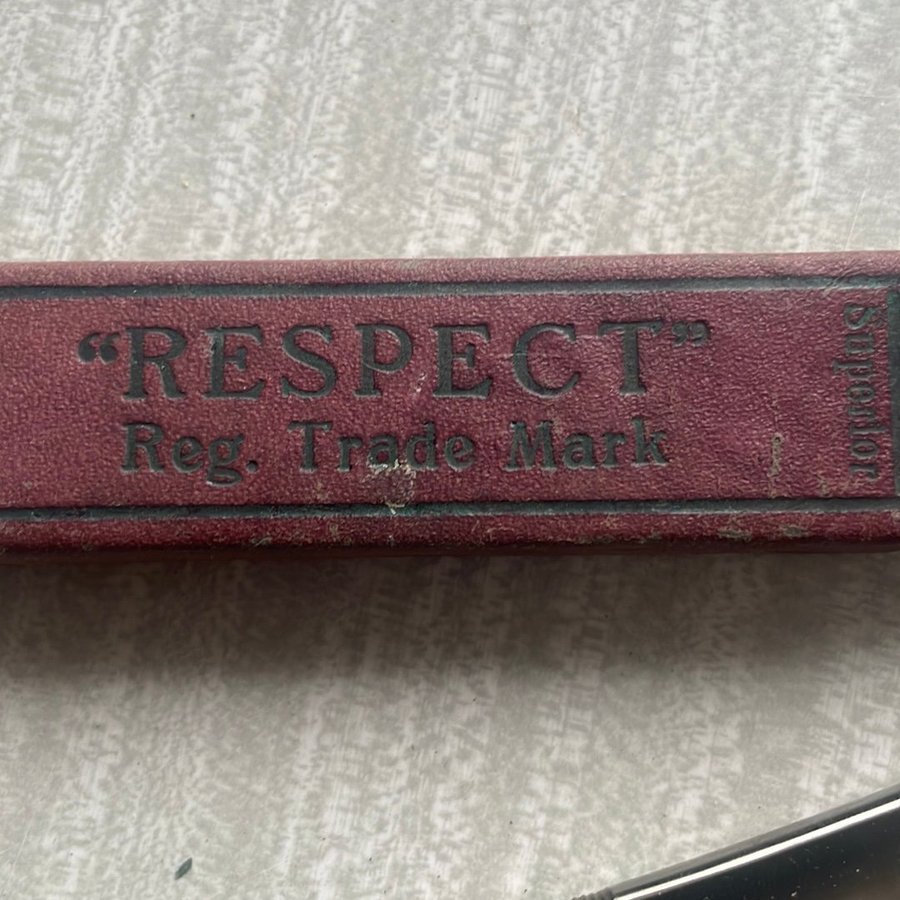 “RESPECT”
Reg. Trade Mark
Superior